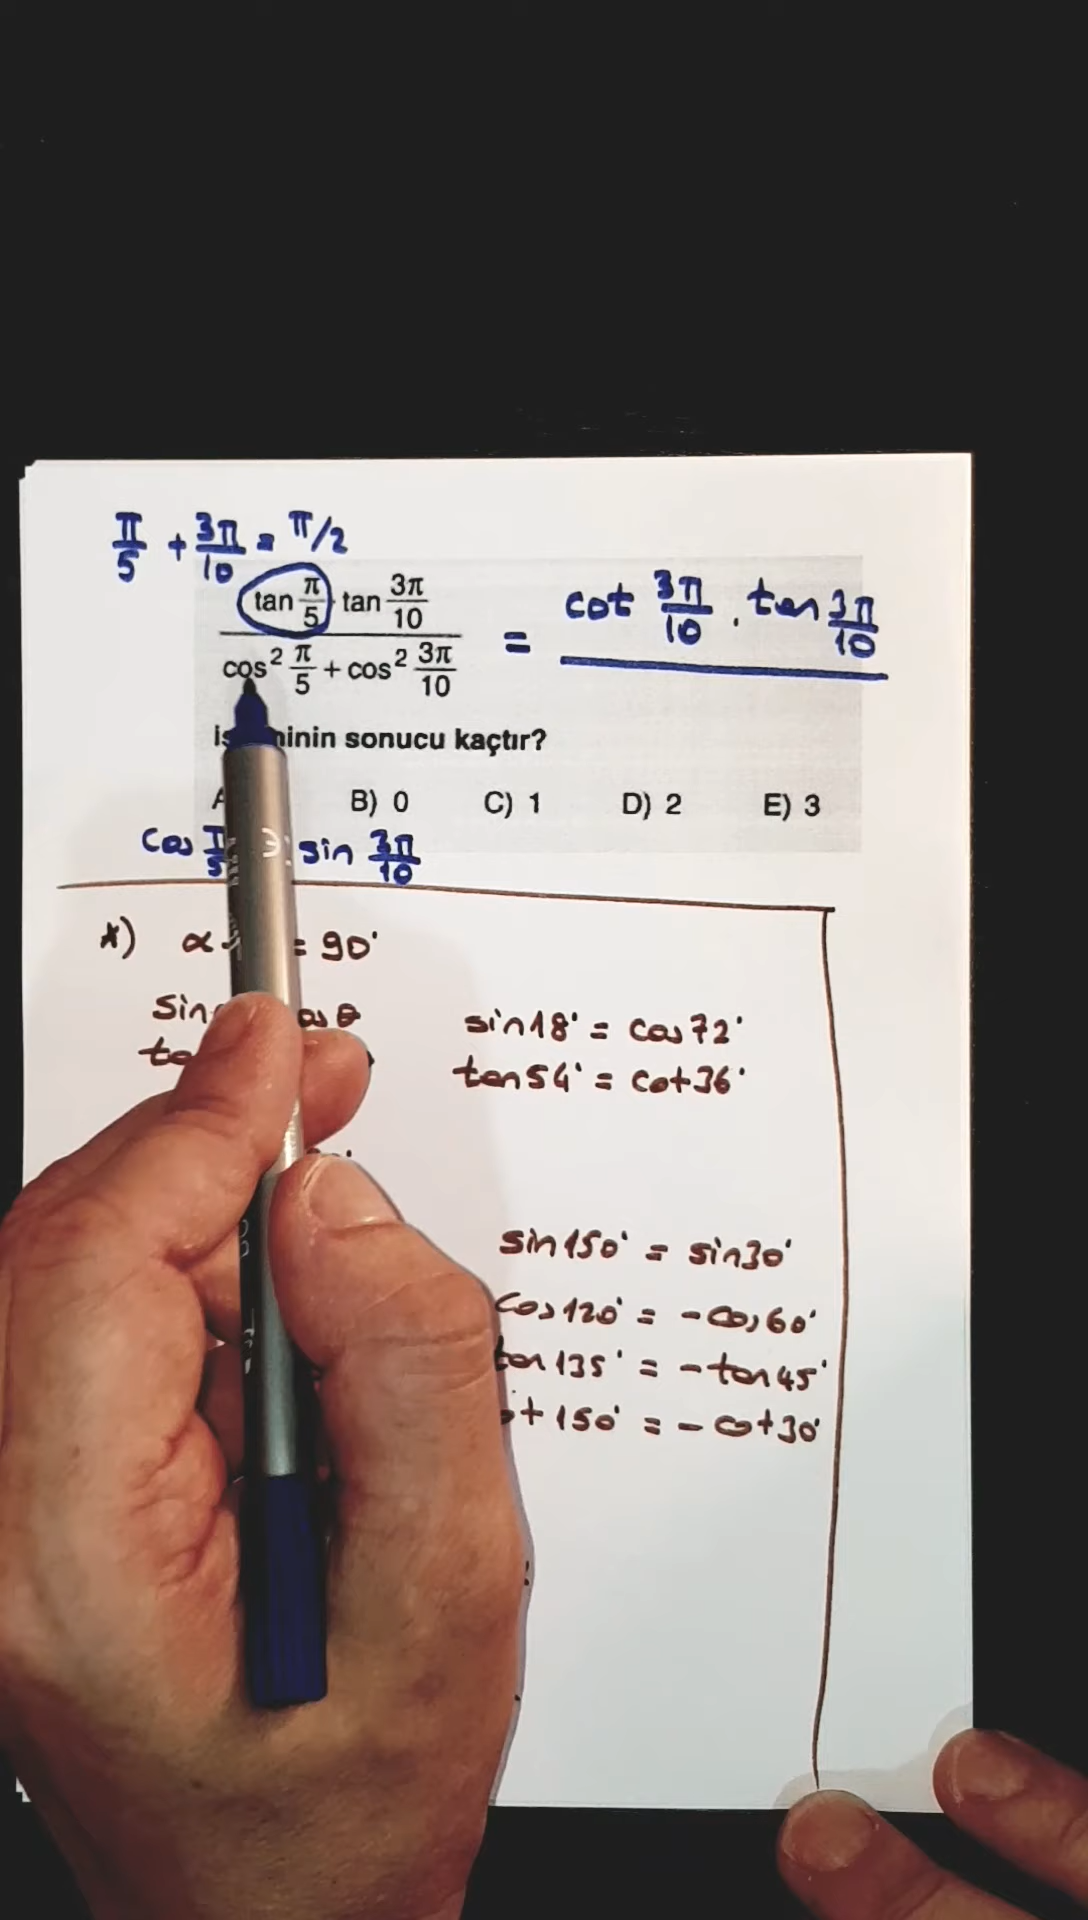 π/5 + 3π/10 = π/2
tan π/5 · tan 3π/10
cos² π/5 + cos² 3π/10
= cot 3π/10 . tan 3π/10
sonucu kaçtır?
B) 0 C) 1 D) 2 E) 3
cos sin 3π/10
*) α = 90°
sin18° = cos72°
tan54° = cot36°
sin150° = sin30°
cos120° = -cos60°
tan135° = -tan45°
150° = -cot30°